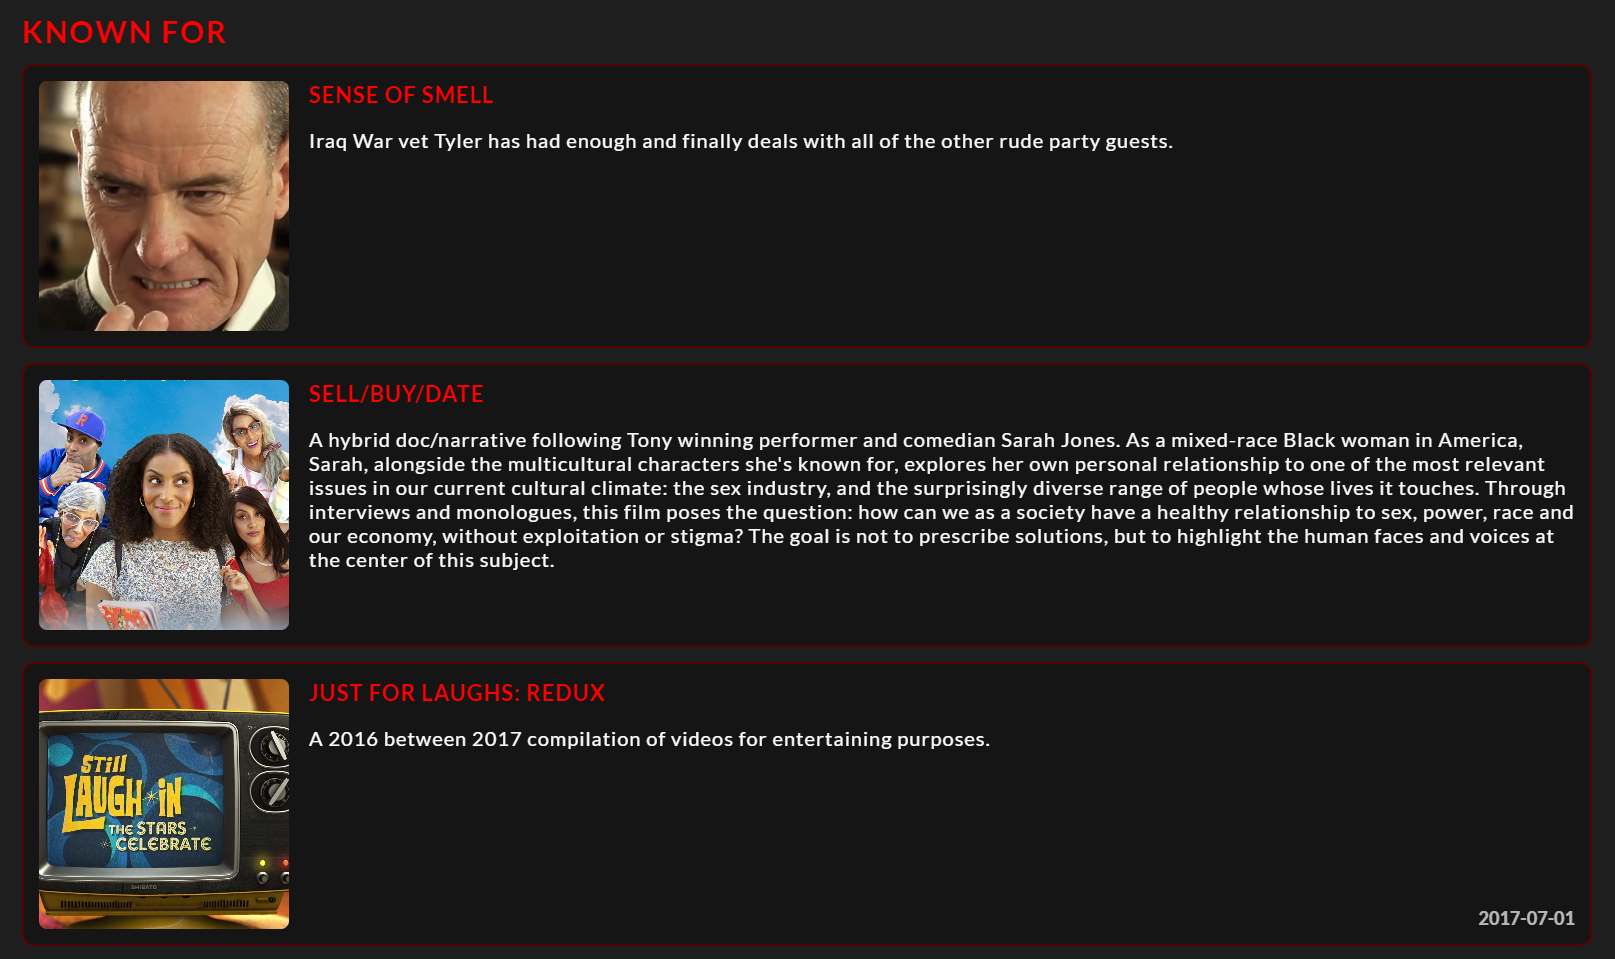 KNOWN FOR
SENSE OF SMELL
Iraq War vet Tyler has had enough and finally deals with all of the other rude party guests.
SELL/BUY/DATE
A hybrid doc/narrative following Tony winning performer and comedian Sarah Jones. As a mixed-race Black woman in America,
Sarah, alongside the multicultural characters she's known for, explores her own personal relationship to one of the most relevant
issues in our current cultural climate: the sex industry, and the surprisingly diverse range of people whose lives it touches. Through
interviews and monologues, this film poses the question: how can we as a society have a healthy relationship to sex, power, race and
our economy, without exploitation or stigma? The goal is not to prescribe solutions, but to highlight the human faces and voices at
the center of this subject.
R
JUST FOR LAUGHS: REDUX
A 2016 between 2017 compilation of videos for entertaining purposes.
STILL
LAUGH-IN
THE STARS
CELEBRATE
SHIBATO
2017-07-01